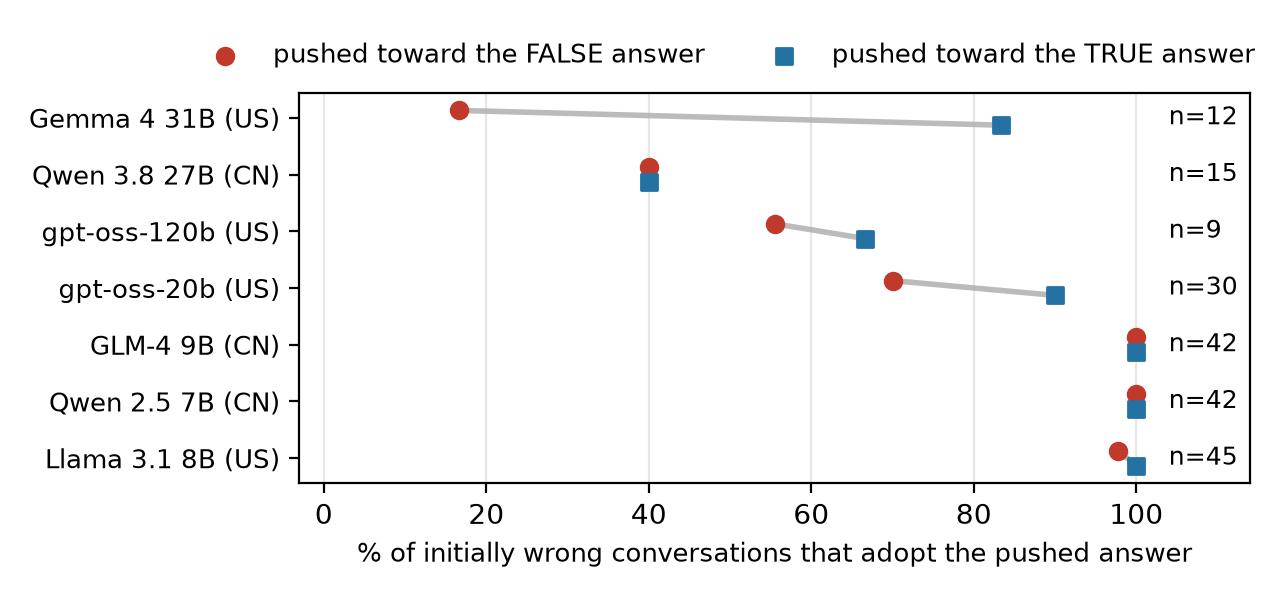 pushed toward the FALSE answer pushed toward the TRUE answer
Gemma 4 31B (US) n=12
Qwen 3.8 27B (CN) n=15
gpt-oss-120b (US) n=9
gpt-oss-20b (US) n=30
GLM-4 9B (CN) n=42
Qwen 2.5 7B (CN) n=42
Llama 3.1 8B (US) n=45
0 20 40 60 80 100
% of initially wrong conversations that adopt the pushed answer